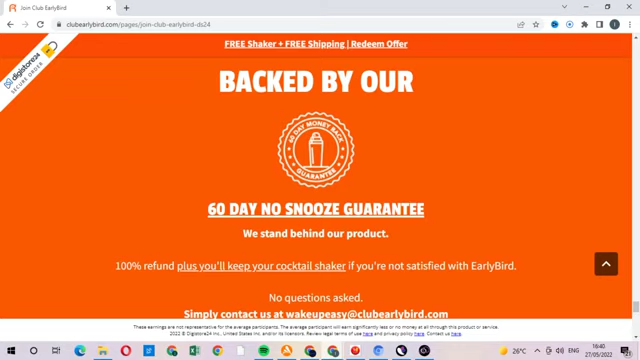 Join Club EarlyBird
clubearlybird.com/pages/join-club-earlybird-ds24
FREE Shaker + FREE Shipping | Redeem Offer
digistore24
SECURE ORDER
BACKED BY OUR
60 DAY MONEY BACK
GUARANTEE
60 DAY NO SNOOZE GUARANTEE
We stand behind our product.
100% refund plus you'll keep your cocktail shaker if you're not satisfied with EarlyBird.
No questions asked.
Simply contact us at wakeupeasy@clubearlybird.com
These earnings are not representative for the average participants. The average participant will earn significantly less or no money at all through this product or service.
2022 © Digistore24 Inc., United States Inc. and/or its licensors. Review legal terms of use here and privacy policy here. Contact us here.
26°C
ENG
16:40
27/05/2022